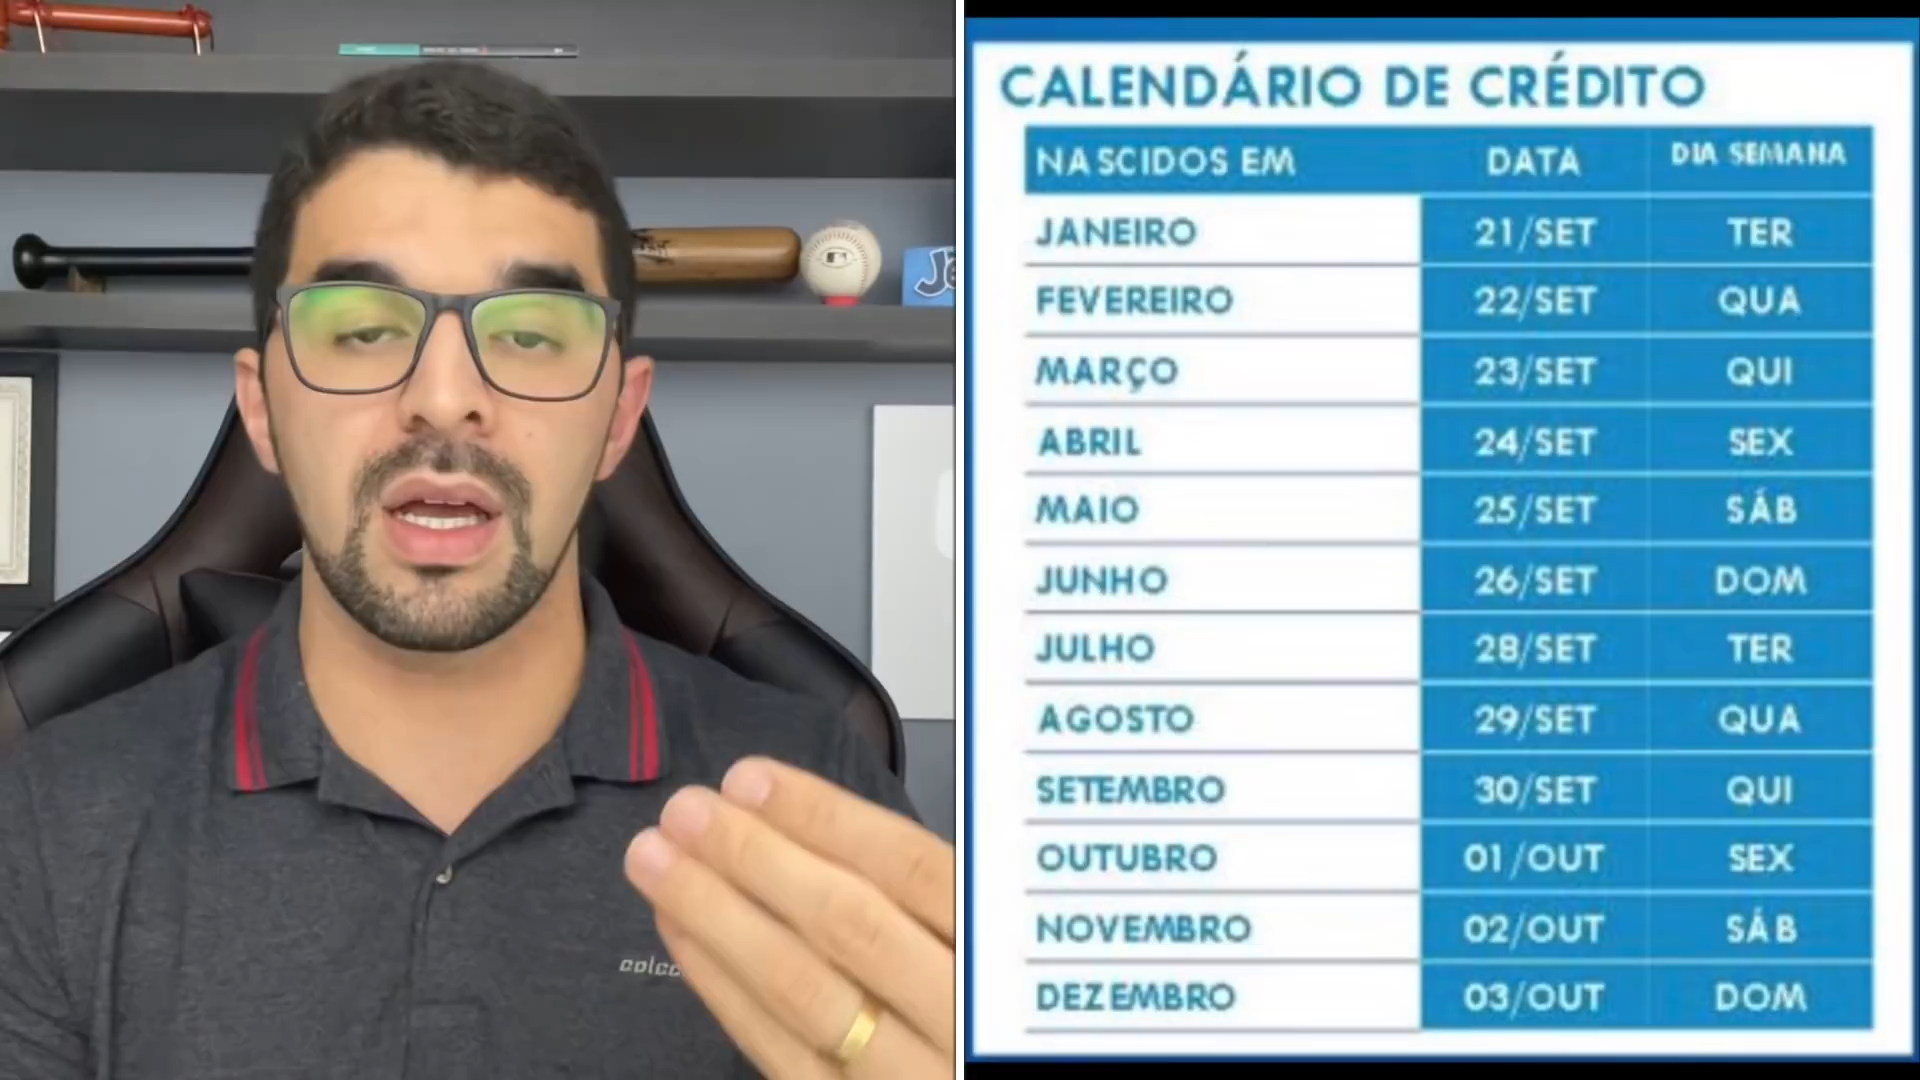 CALENDÁRIO DE CRÉDITO
NASCIDOS EM DATA DIA SEMANA
JANEIRO 21/SET TER
FEVEREIRO 22/SET QUA
MARÇO 23/SET QUI
ABRIL 24/SET SEX
MAIO 25/SET SÁB
JUNHO 26/SET DOM
JULHO 28/SET TER
AGOSTO 29/SET QUA
SETEMBRO 30/SET QUI
OUTUBRO 01/OUT SEX
NOVEMBRO 02/OUT SÁB
DEZEMBRO 03/OUT DOM